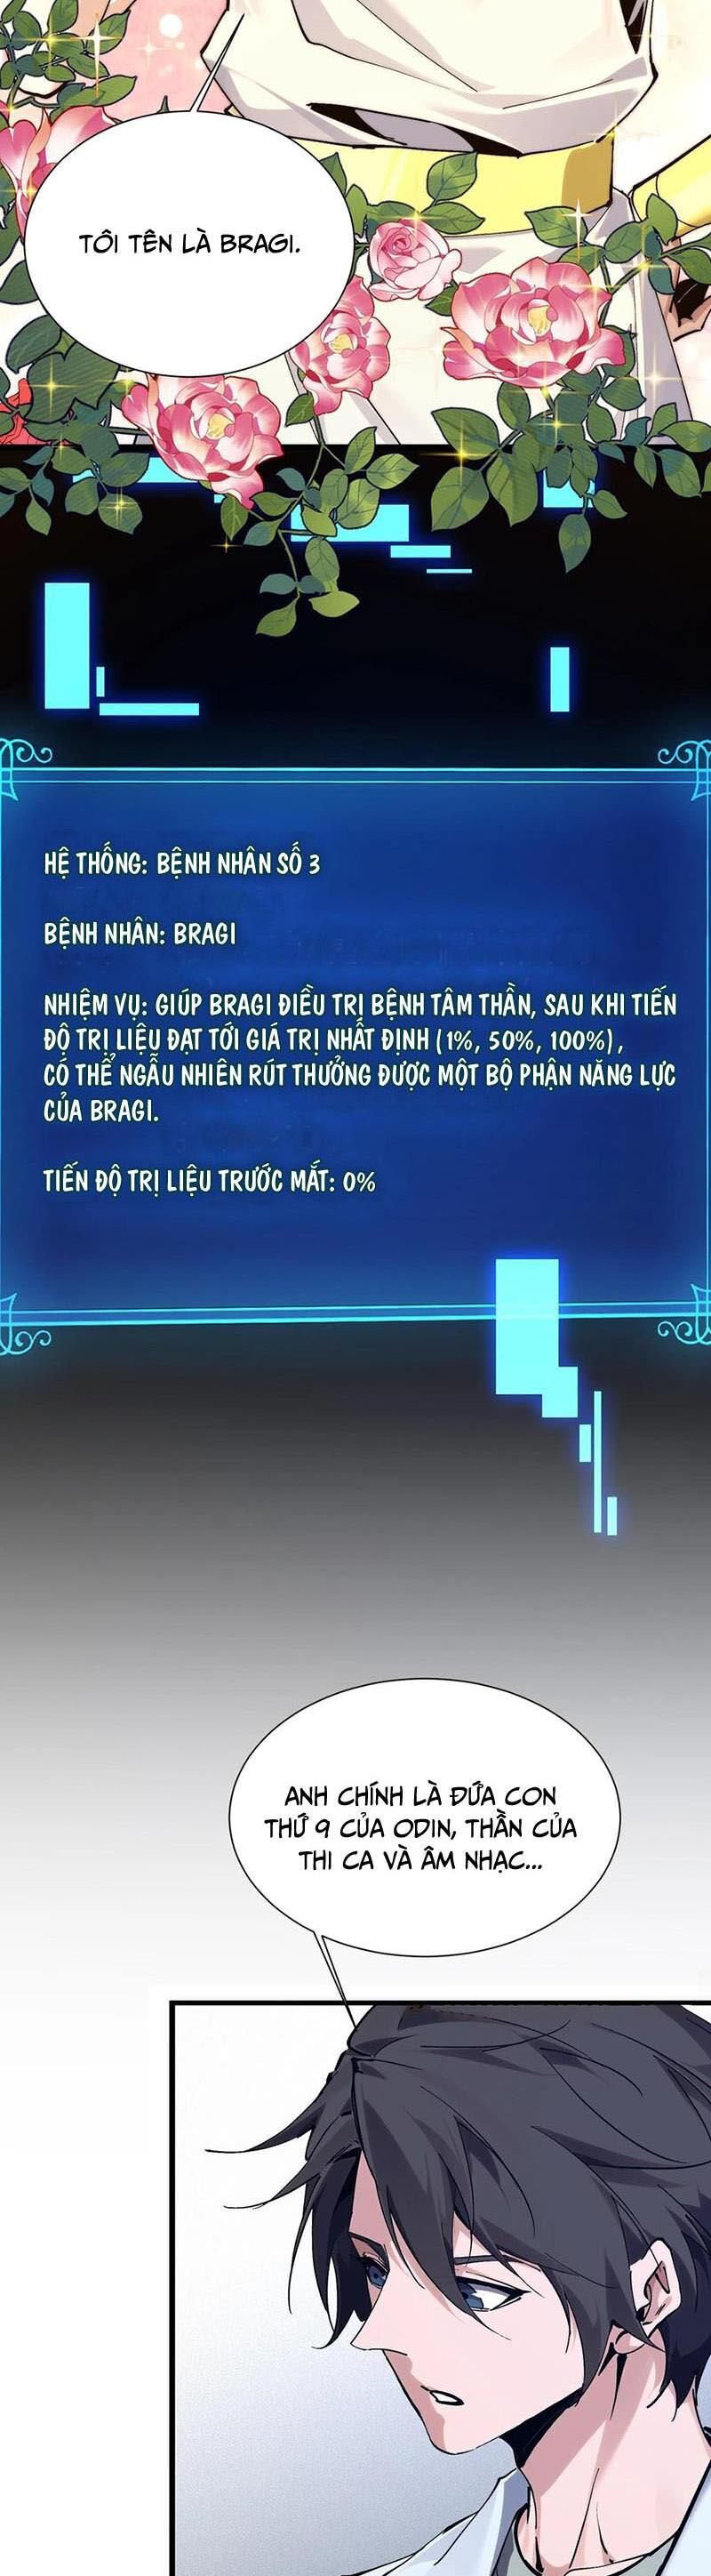 TÔI TÊN LÀ BRAGI.
HỆ THỐNG: BỆNH NHÂN SỐ 3
BỆNH NHÂN: BRAGI
NHIỆM VỤ: GIÚP BRAGI ĐIỀU TRỊ BỆNH TÂM THẦN, SAU KHI TIẾN
ĐỘ TRỊ LIỆU ĐẠT TỚI GIÁ TRỊ NHẤT ĐỊNH (1%, 50%, 100%),
CÓ THỂ NGẪU NHIÊN RÚT THƯỞNG ĐƯỢC MỘT BỘ PHẬN NĂNG LỰC
CỦA BRAGI.
TIẾN ĐỘ TRỊ LIỆU TRƯỚC MẮT: 0%
ANH CHÍNH LÀ ĐỨA CON
THỨ 9 CỦA ODIN, THẦN CỦA
THI CA VÀ ÂM NHẠC...